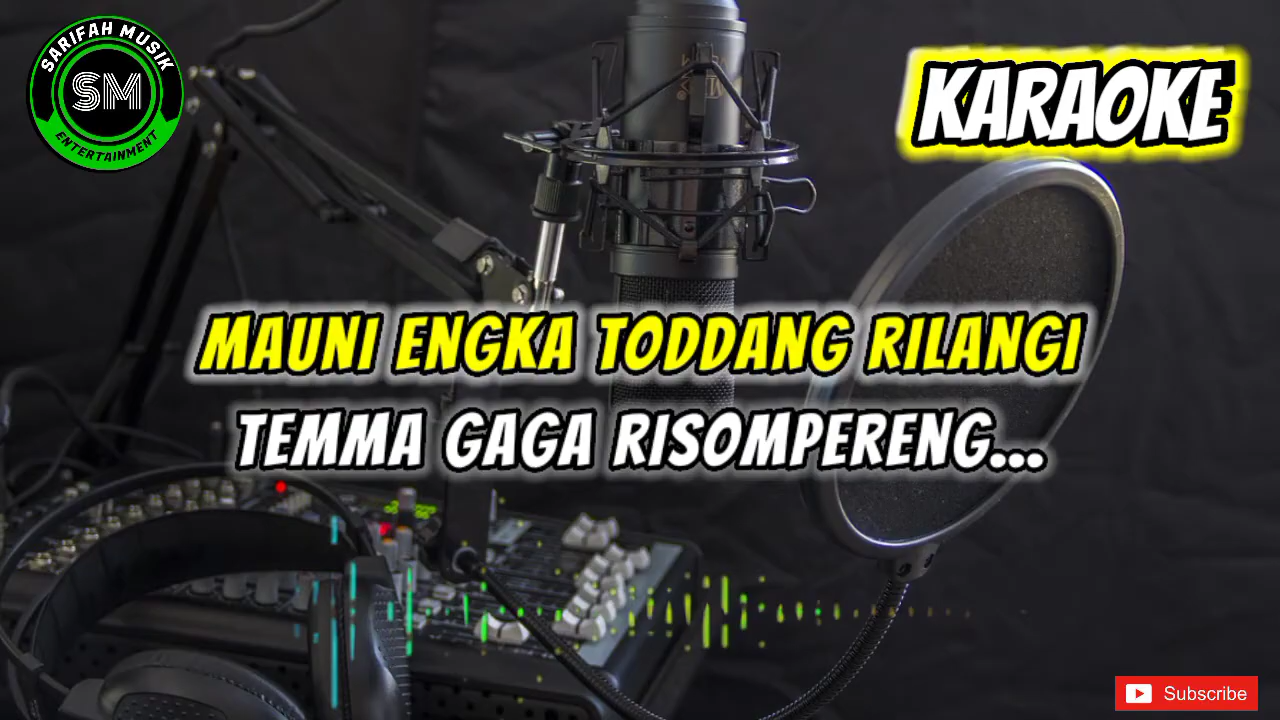 SARIFAH MUSIK
SM
ENTERTAINMENT
KARAOKE
MAUNI ENGKA TODDANG RILANGI
TEMMA GAGA RISOMPERENG...
Subscribe